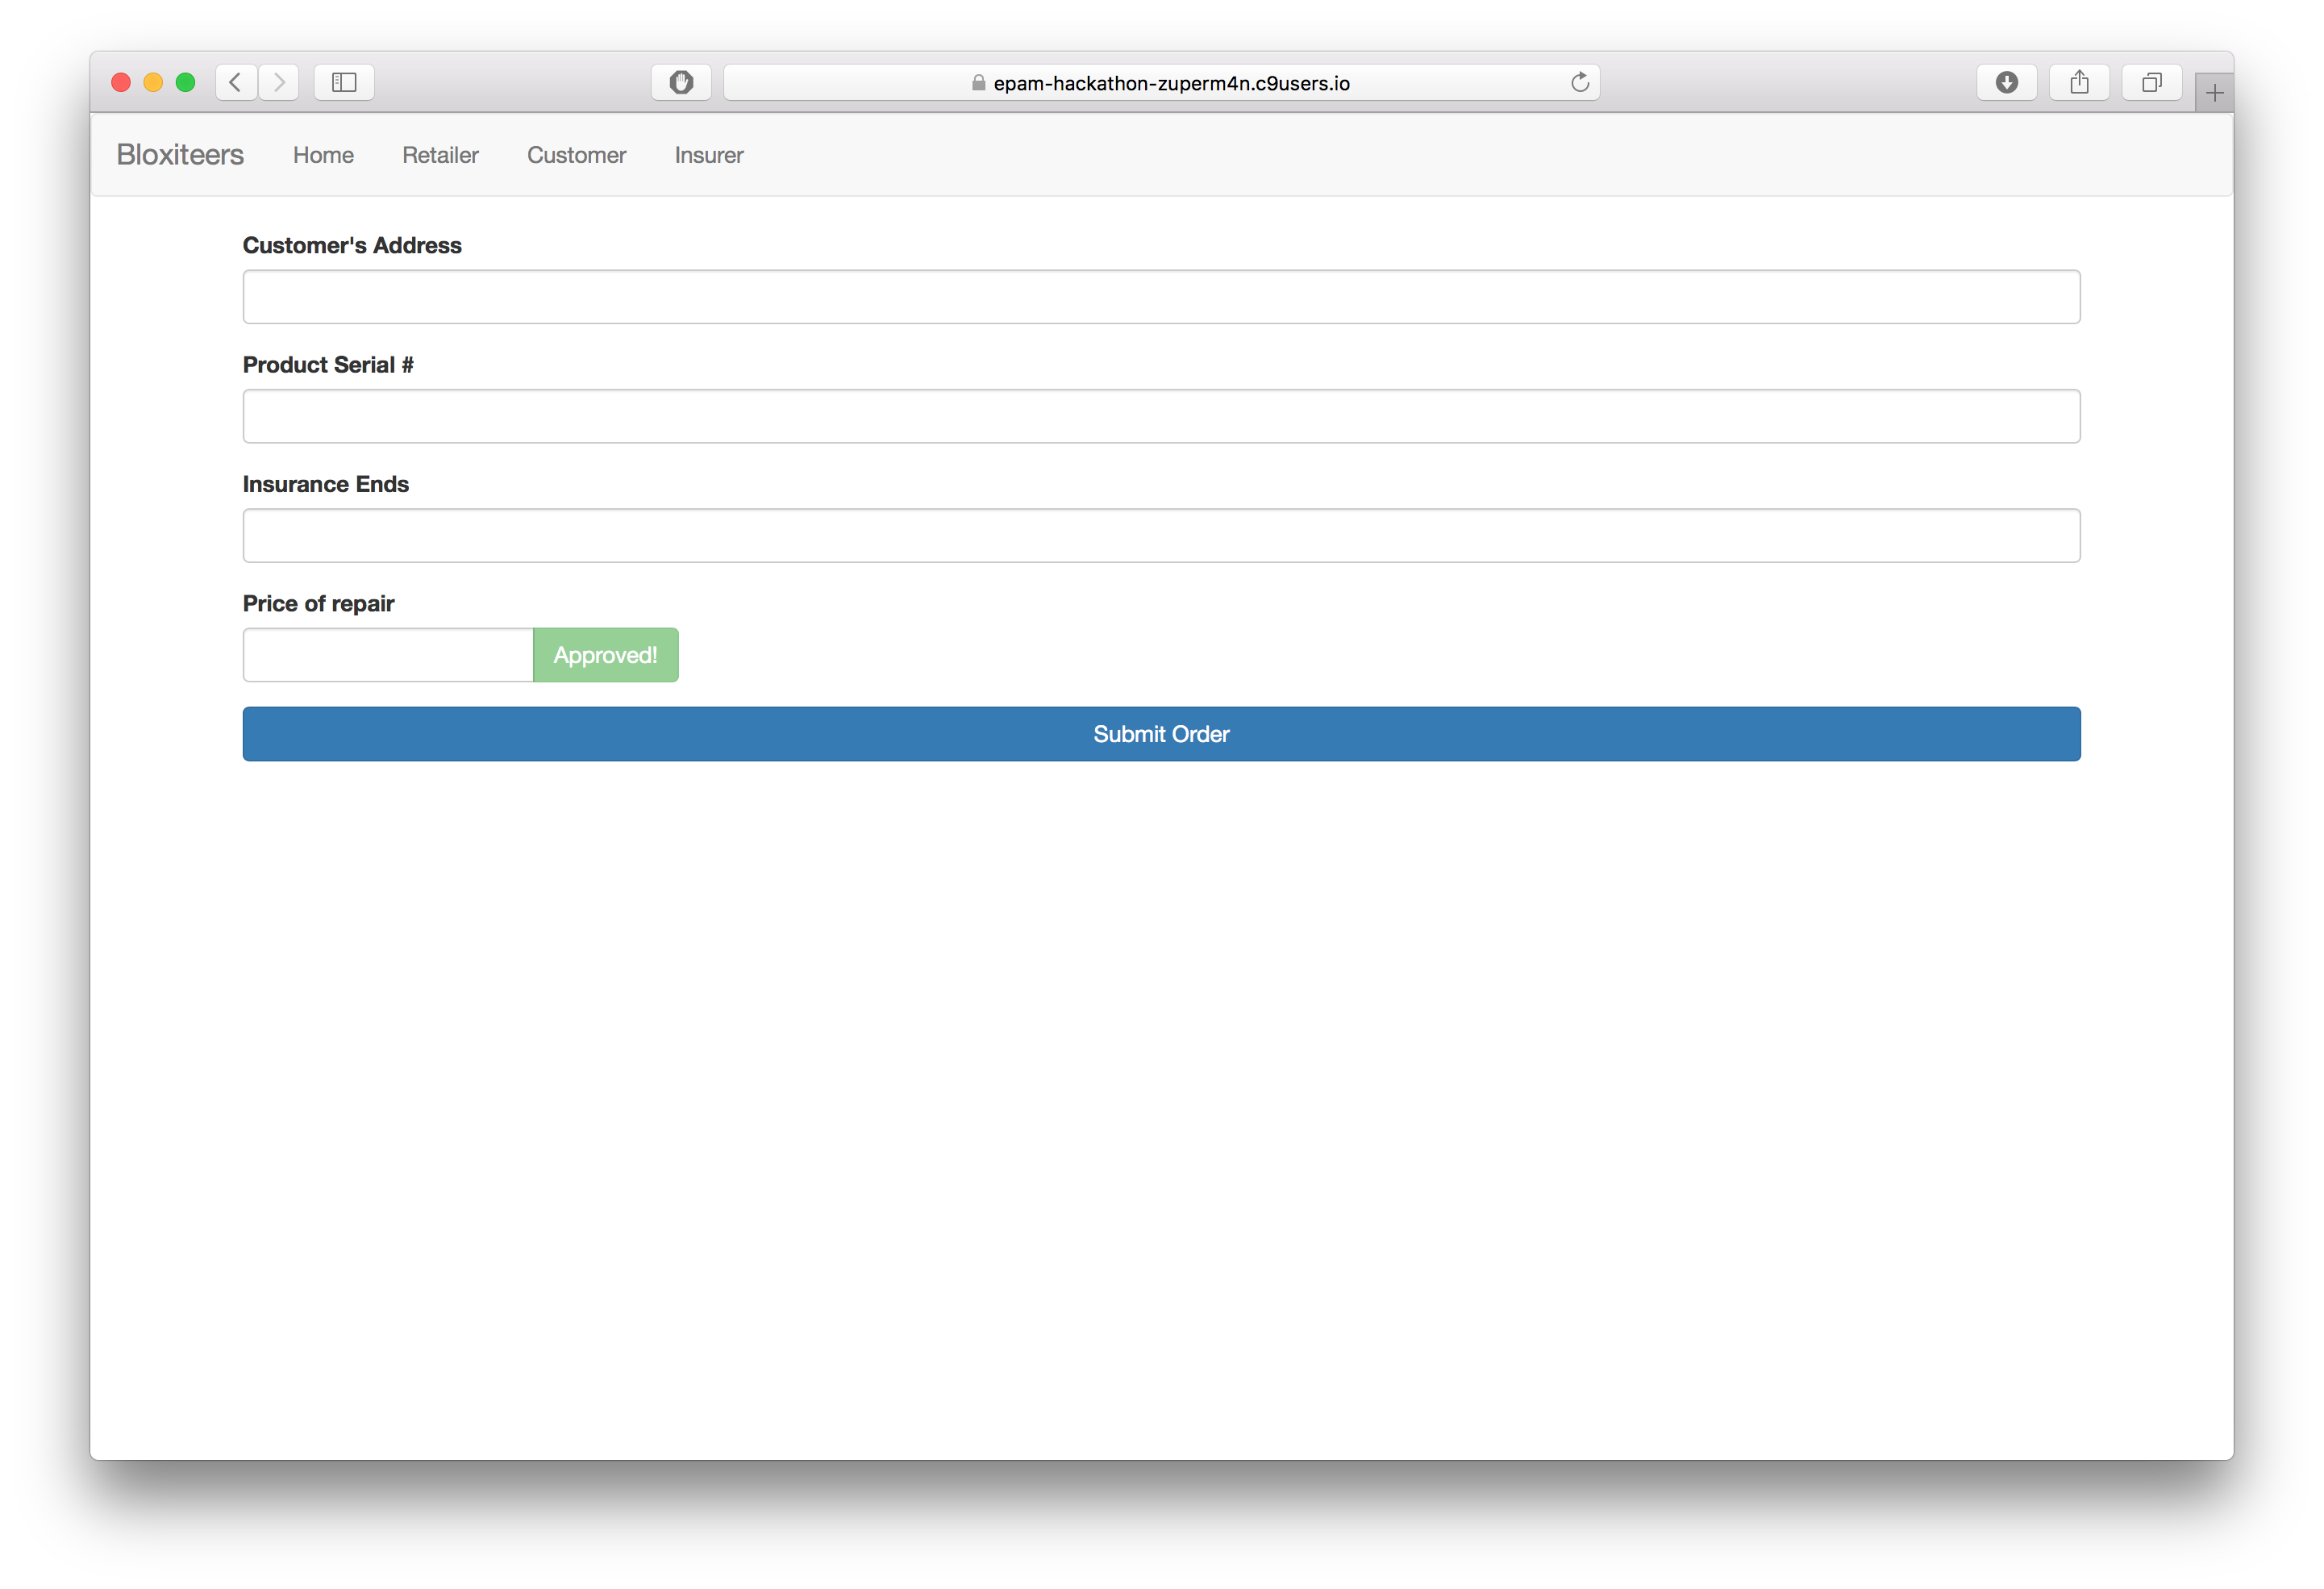 epam-hackathon-zuperm4n.c9users.io
Bloxiteers Home Retailer Customer Insurer
Customer's Address
Product Serial #
Insurance Ends
Price of repair
Approved!
Submit Order